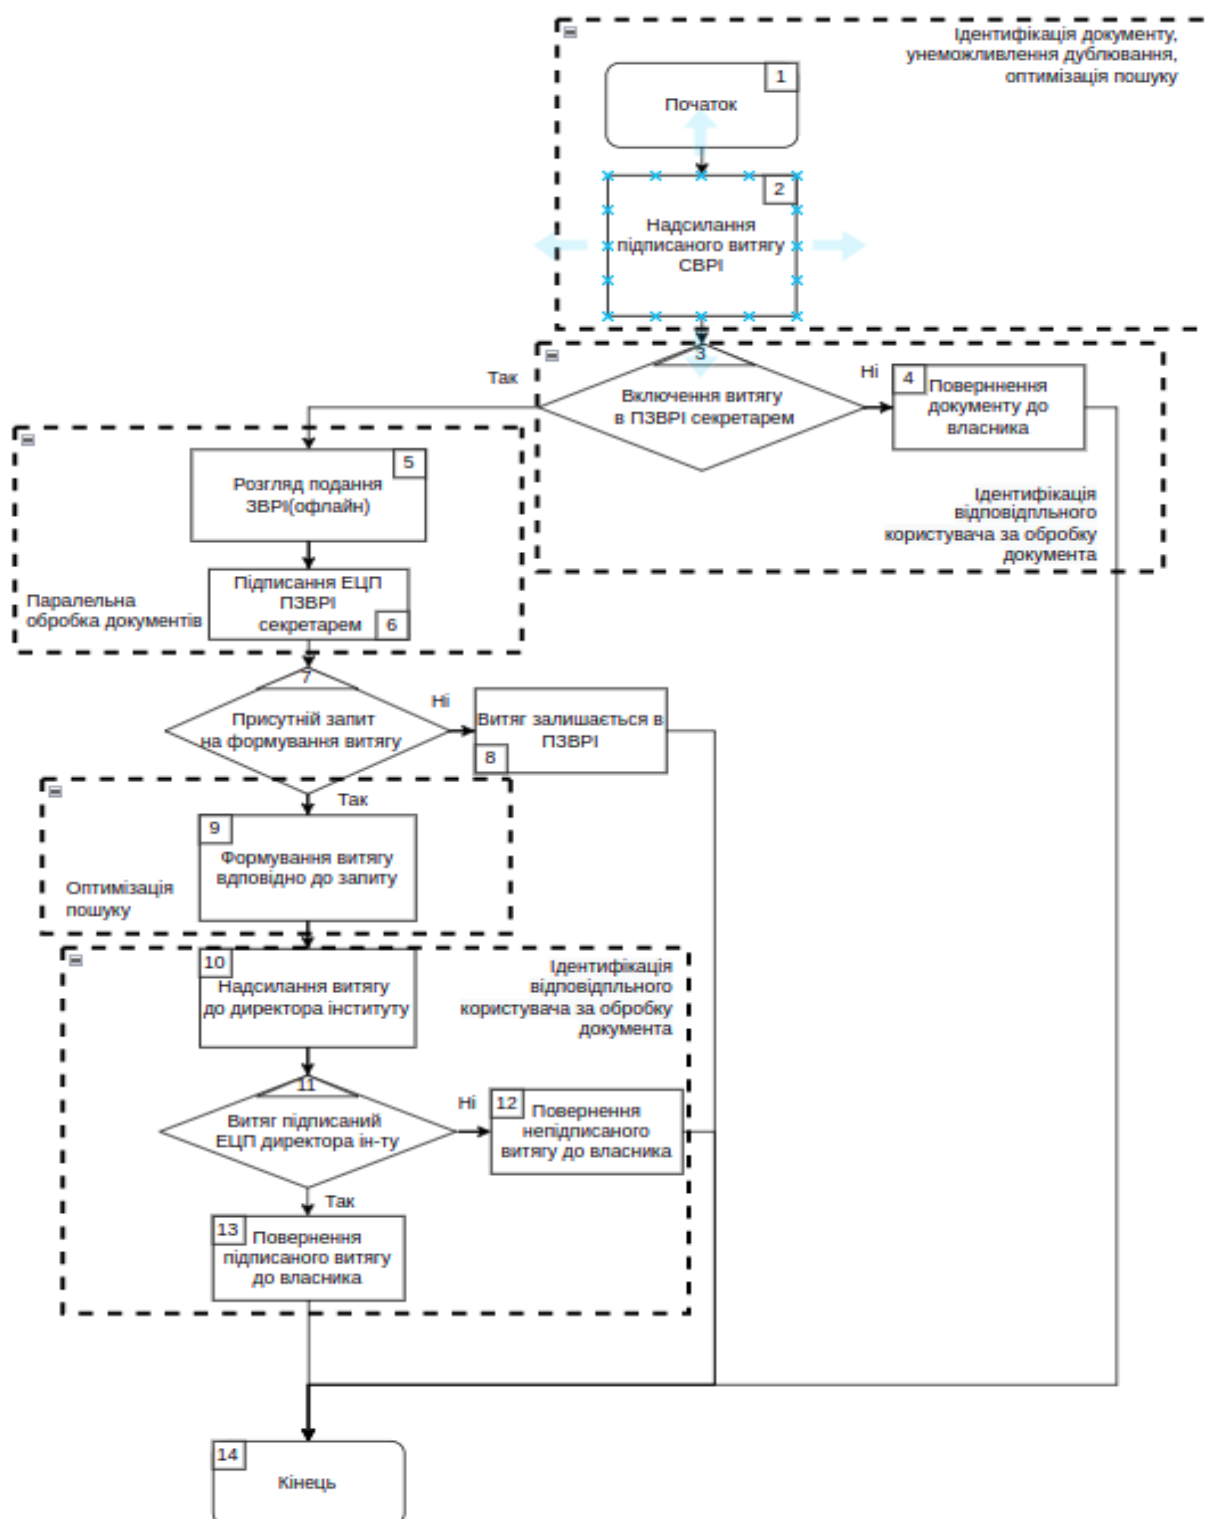 Ідентифікація документу,
унеможливлення дублювання,
оптимізація пошуку
1
Початок
2
Надсилання
підписаного витягу
СВРІ
3
Включення витягу
в ПЗВРІ секретарем
Так
Ні
4
Поверннення
документу до
власника
Ідентифікація
відповідпльного
користувача за обробку
документа
5
Розгляд подання
ЗВРІ(офлайн)
Підписання ЕЦП
ПЗВРІ
секретарем
6
Паралельна
обробка документів
7
Присутній запит
на формування витягу
Ні
Витяг залишається в
ПЗВРІ
8
Так
9
Формування витягу
вдповідно до запиту
Оптимізація
пошуку
10
Надсилання витягу
до директора інституту
Ідентифікація
відповідпльного
користувача за обробку
документа
11
Витяг підписаний
ЕЦП директора ін-ту
Ні
12
Повернення
непідписаного
витягу до власника
Так
13
Повернення
підписаного витягу
до власника
14
Кінець